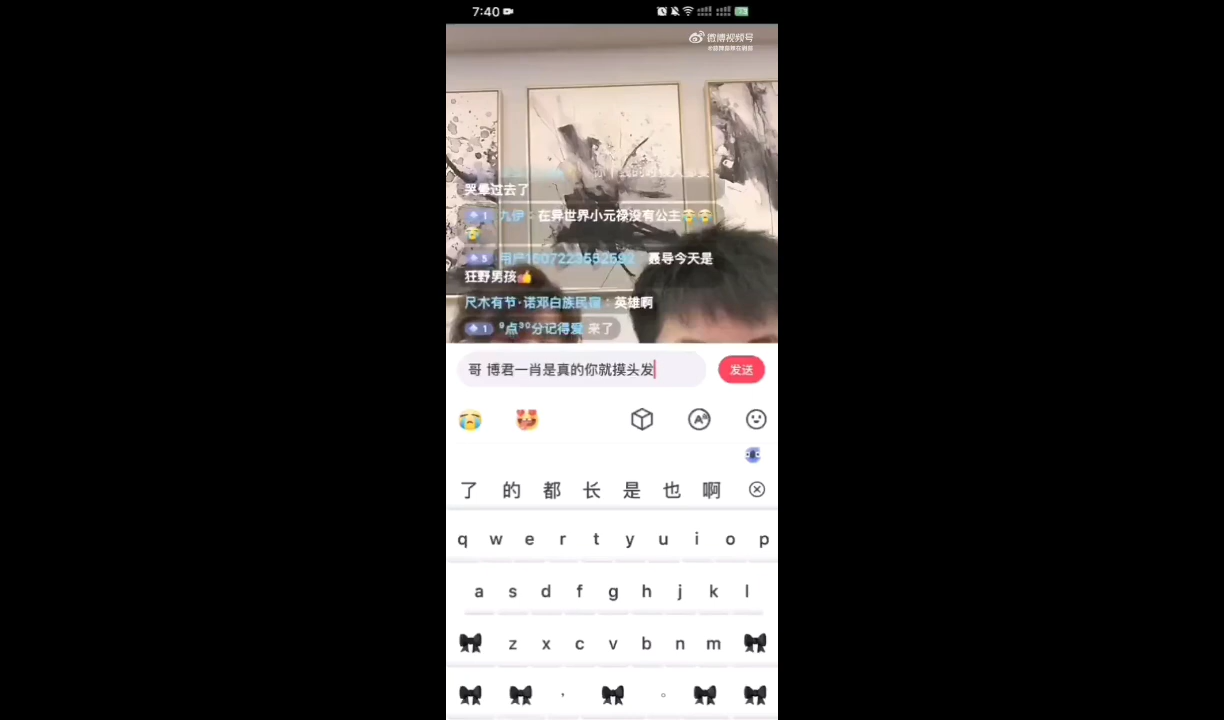 7:40
微博视频号
哭晕过去了
1 九伊：在异世界小元禄没有公主😭😭
😭
5 用户1607223552592：聂导今天是
狂野男孩👍
尺木有节·诺邓白族民宿：英雄啊
1 9点30分记得爱 来了
哥 博君一肖是真的你就摸头发
发送
了 的 都 长 是 也 啊
q w e r t y u i o p
a s d f g h j k l
z x c v b n m
， 。